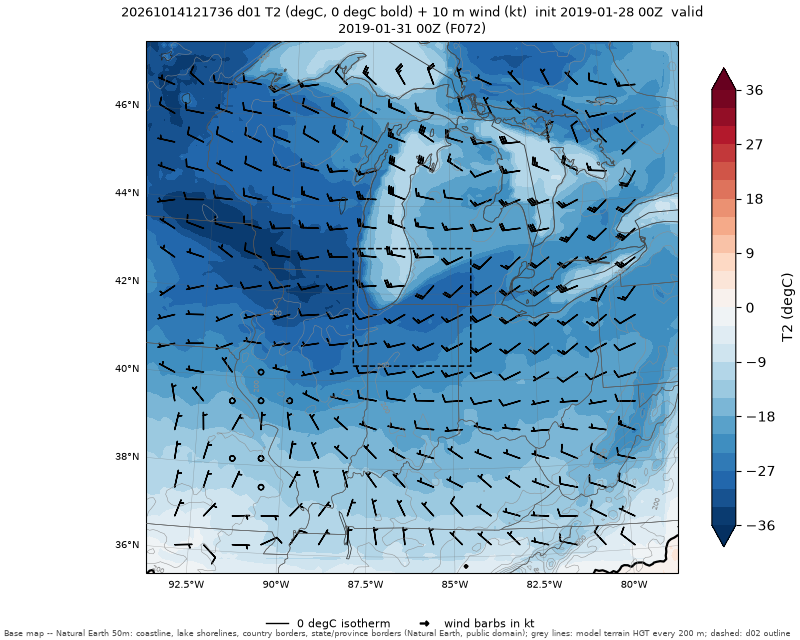 20261014121736 d01 T2 (degC, 0 degC bold) + 10 m wind (kt)  init 2019-01-28 00Z  valid
2019-01-31 00Z (F072)
46°N
44°N
42°N
40°N
38°N
36°N
92.5°W
90°W
87.5°W
85°W
82.5°W
80°W
200
200
200
36
27
18
9
0
−9
−18
−27
−36
T2 (degC)
0 degC isotherm
wind barbs in kt
Base map -- Natural Earth 50m: coastline, lake shorelines, country borders, state/province borders (Natural Earth, public domain); grey lines: model terrain HGT every 200 m; dashed: d02 outline